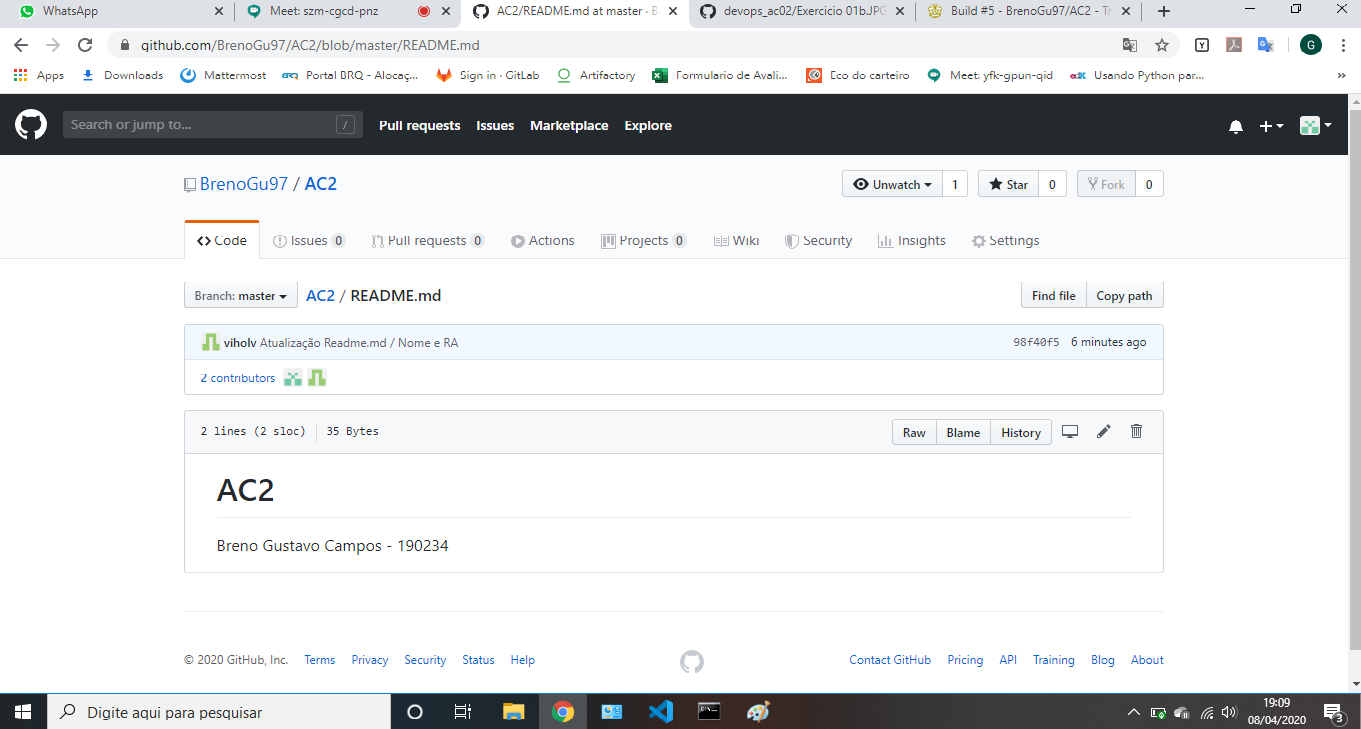 WhatsApp
Meet: szm-cgcd-pnz
AC2/README.md at master · B
devops_ac02/Exercicio 01bJPG
Build #5 - BrenoGu97/AC2 - Tr
github.com/BrenoGu97/AC2/blob/master/README.md
G
Apps
Downloads
Mattermost
Portal BRQ - Alocaç...
Sign in · GitLab
Artifactory
Formulario de Avali...
Eco do carteiro
Meet: yfk-gpun-qid
Usando Python par...
»
Search or jump to...
/
Pull requests
Issues
Marketplace
Explore
BrenoGu97 / AC2
Unwatch 1
Star 0
Fork 0
Code
Issues 0
Pull requests 0
Actions
Projects 0
Wiki
Security
Insights
Settings
Branch: master
AC2 / README.md
Find file
Copy path
viholv Atualização Readme.md / Nome e RA
98f40f5 6 minutes ago
2 contributors
2 lines (2 sloc)
35 Bytes
Raw
Blame
History
AC2
Breno Gustavo Campos - 190234
© 2020 GitHub, Inc.
Terms
Privacy
Security
Status
Help
Contact GitHub
Pricing
API
Training
Blog
About
Digite aqui para pesquisar
19:09
08/04/2020
3